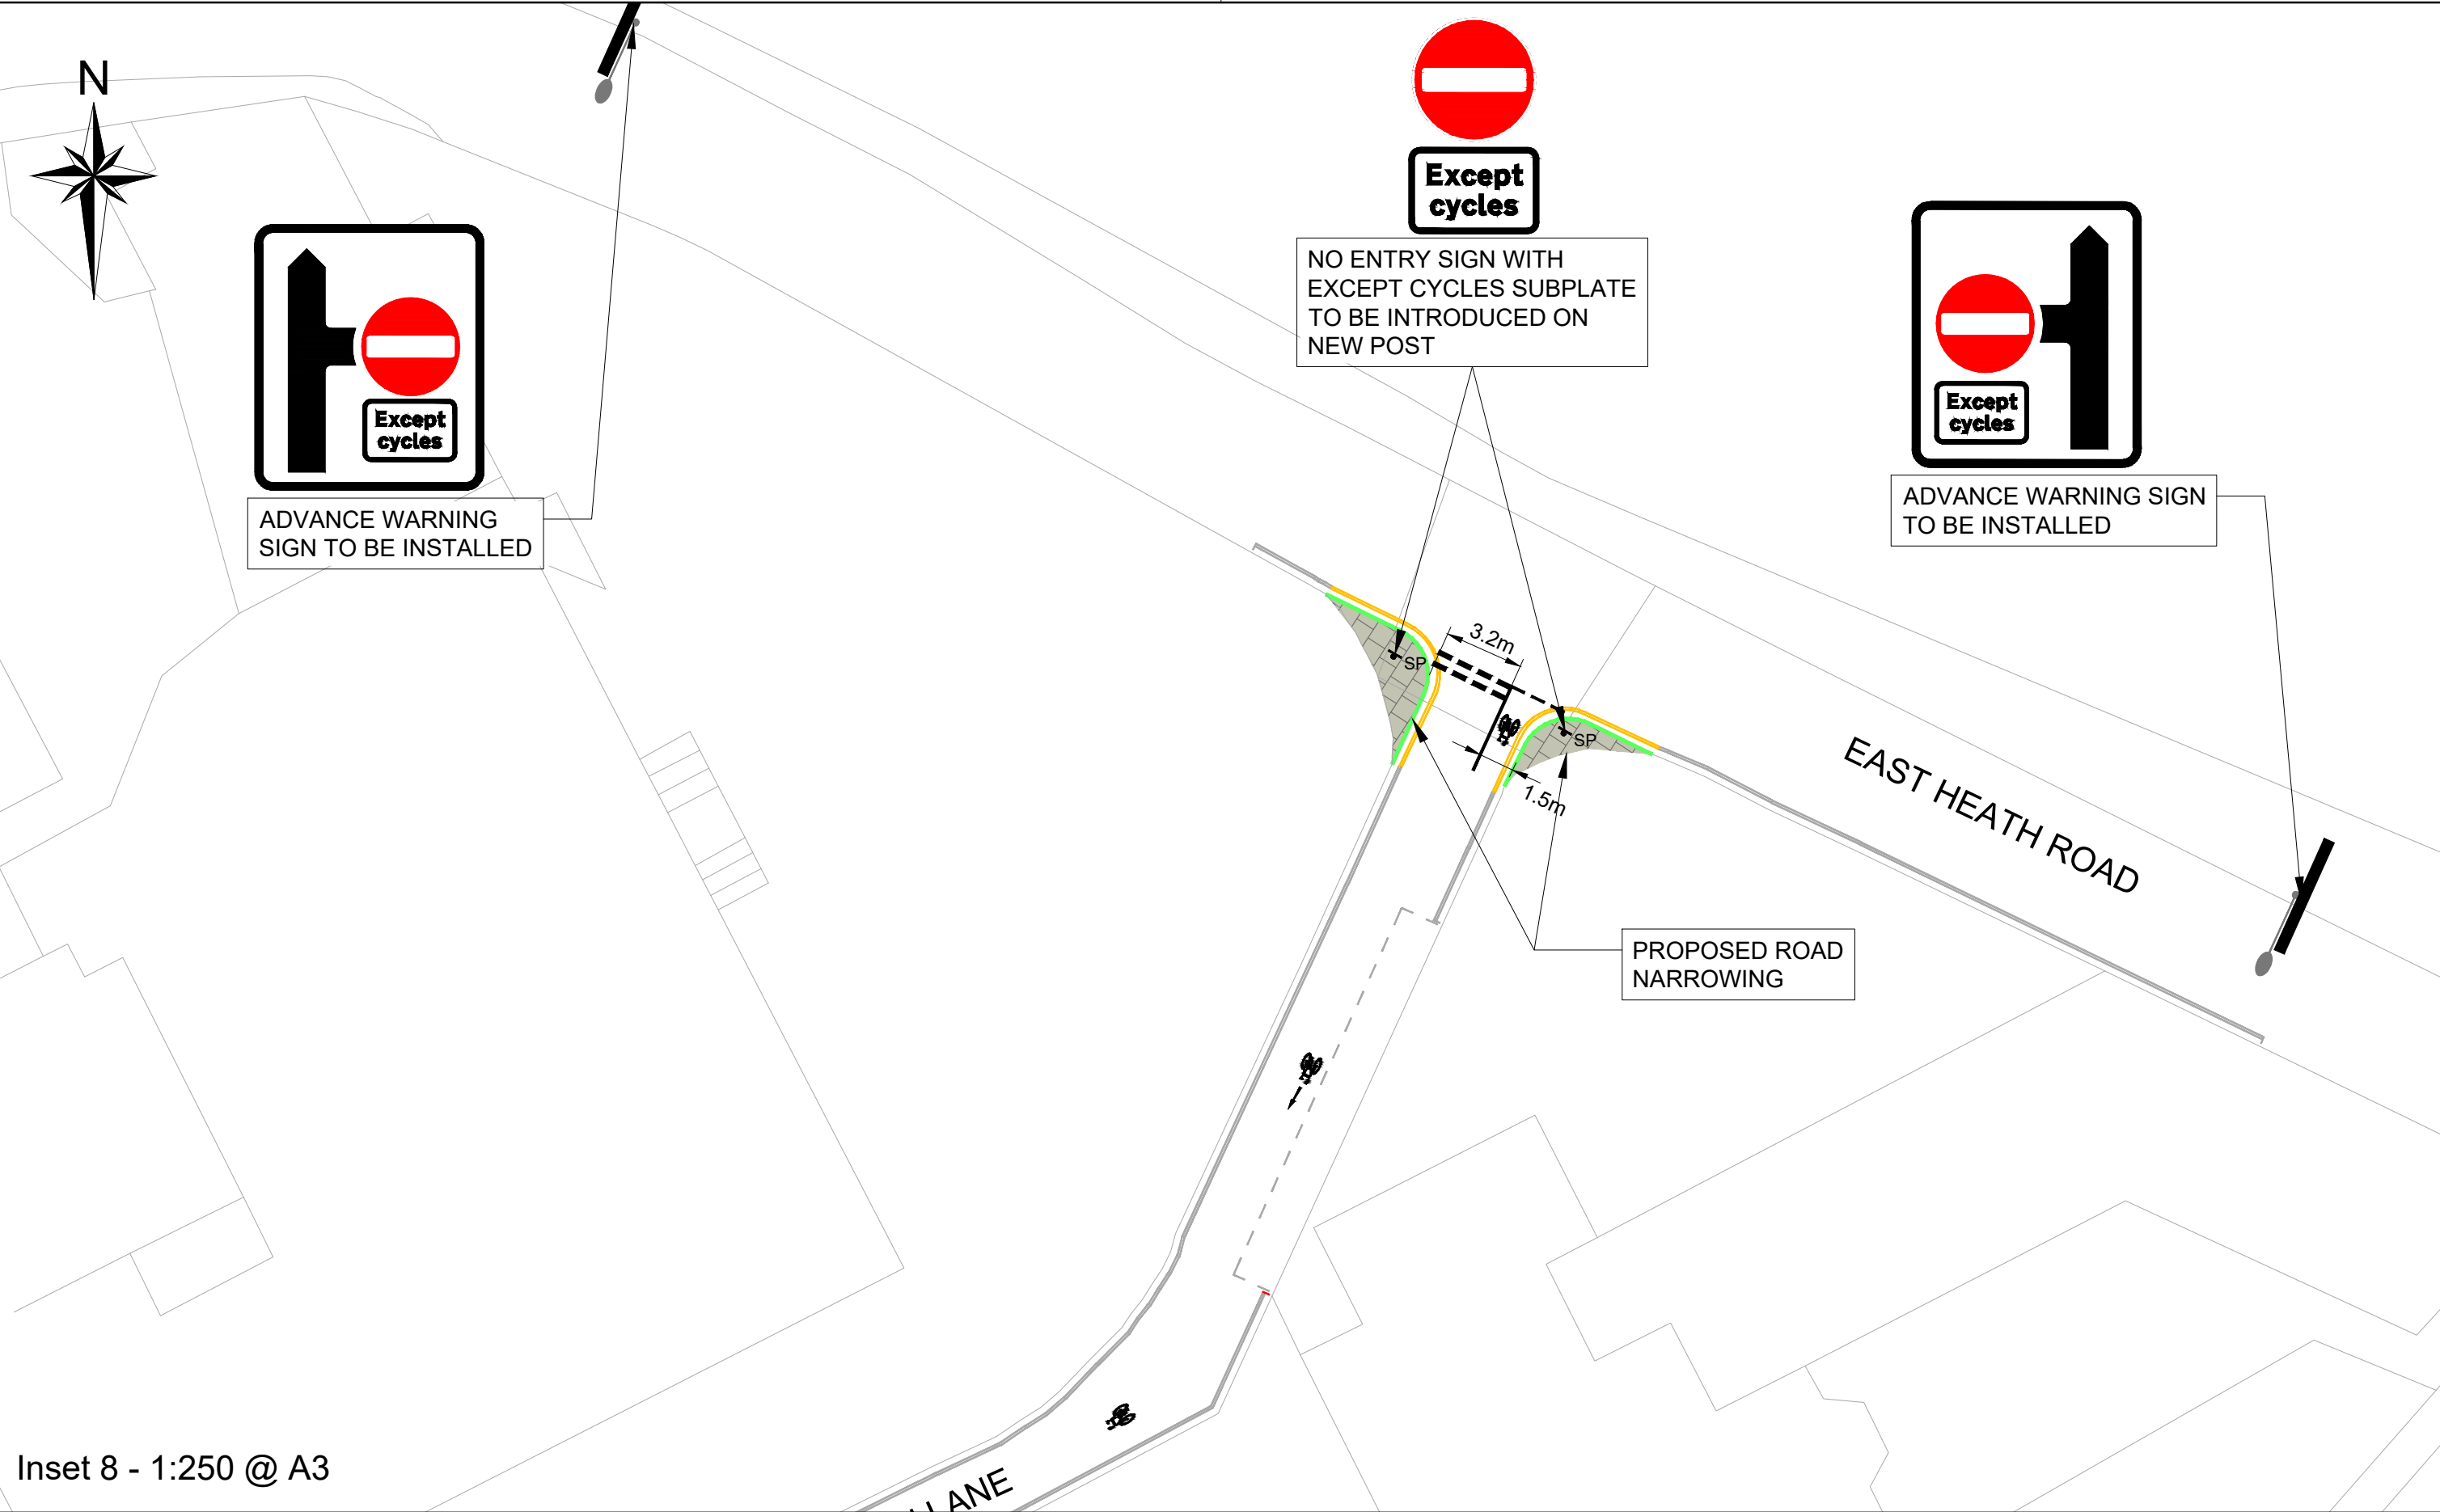 N
Except
cycles
NO ENTRY SIGN WITH
EXCEPT CYCLES SUBPLATE
TO BE INTRODUCED ON
NEW POST
Except
cycles
ADVANCE WARNING
SIGN TO BE INSTALLED
Except
cycles
ADVANCE WARNING SIGN
TO BE INSTALLED
3.2m
SP
SP
1.5m
EAST HEATH ROAD
PROPOSED ROAD
NARROWING
LANE
Inset 8 - 1:250 @ A3